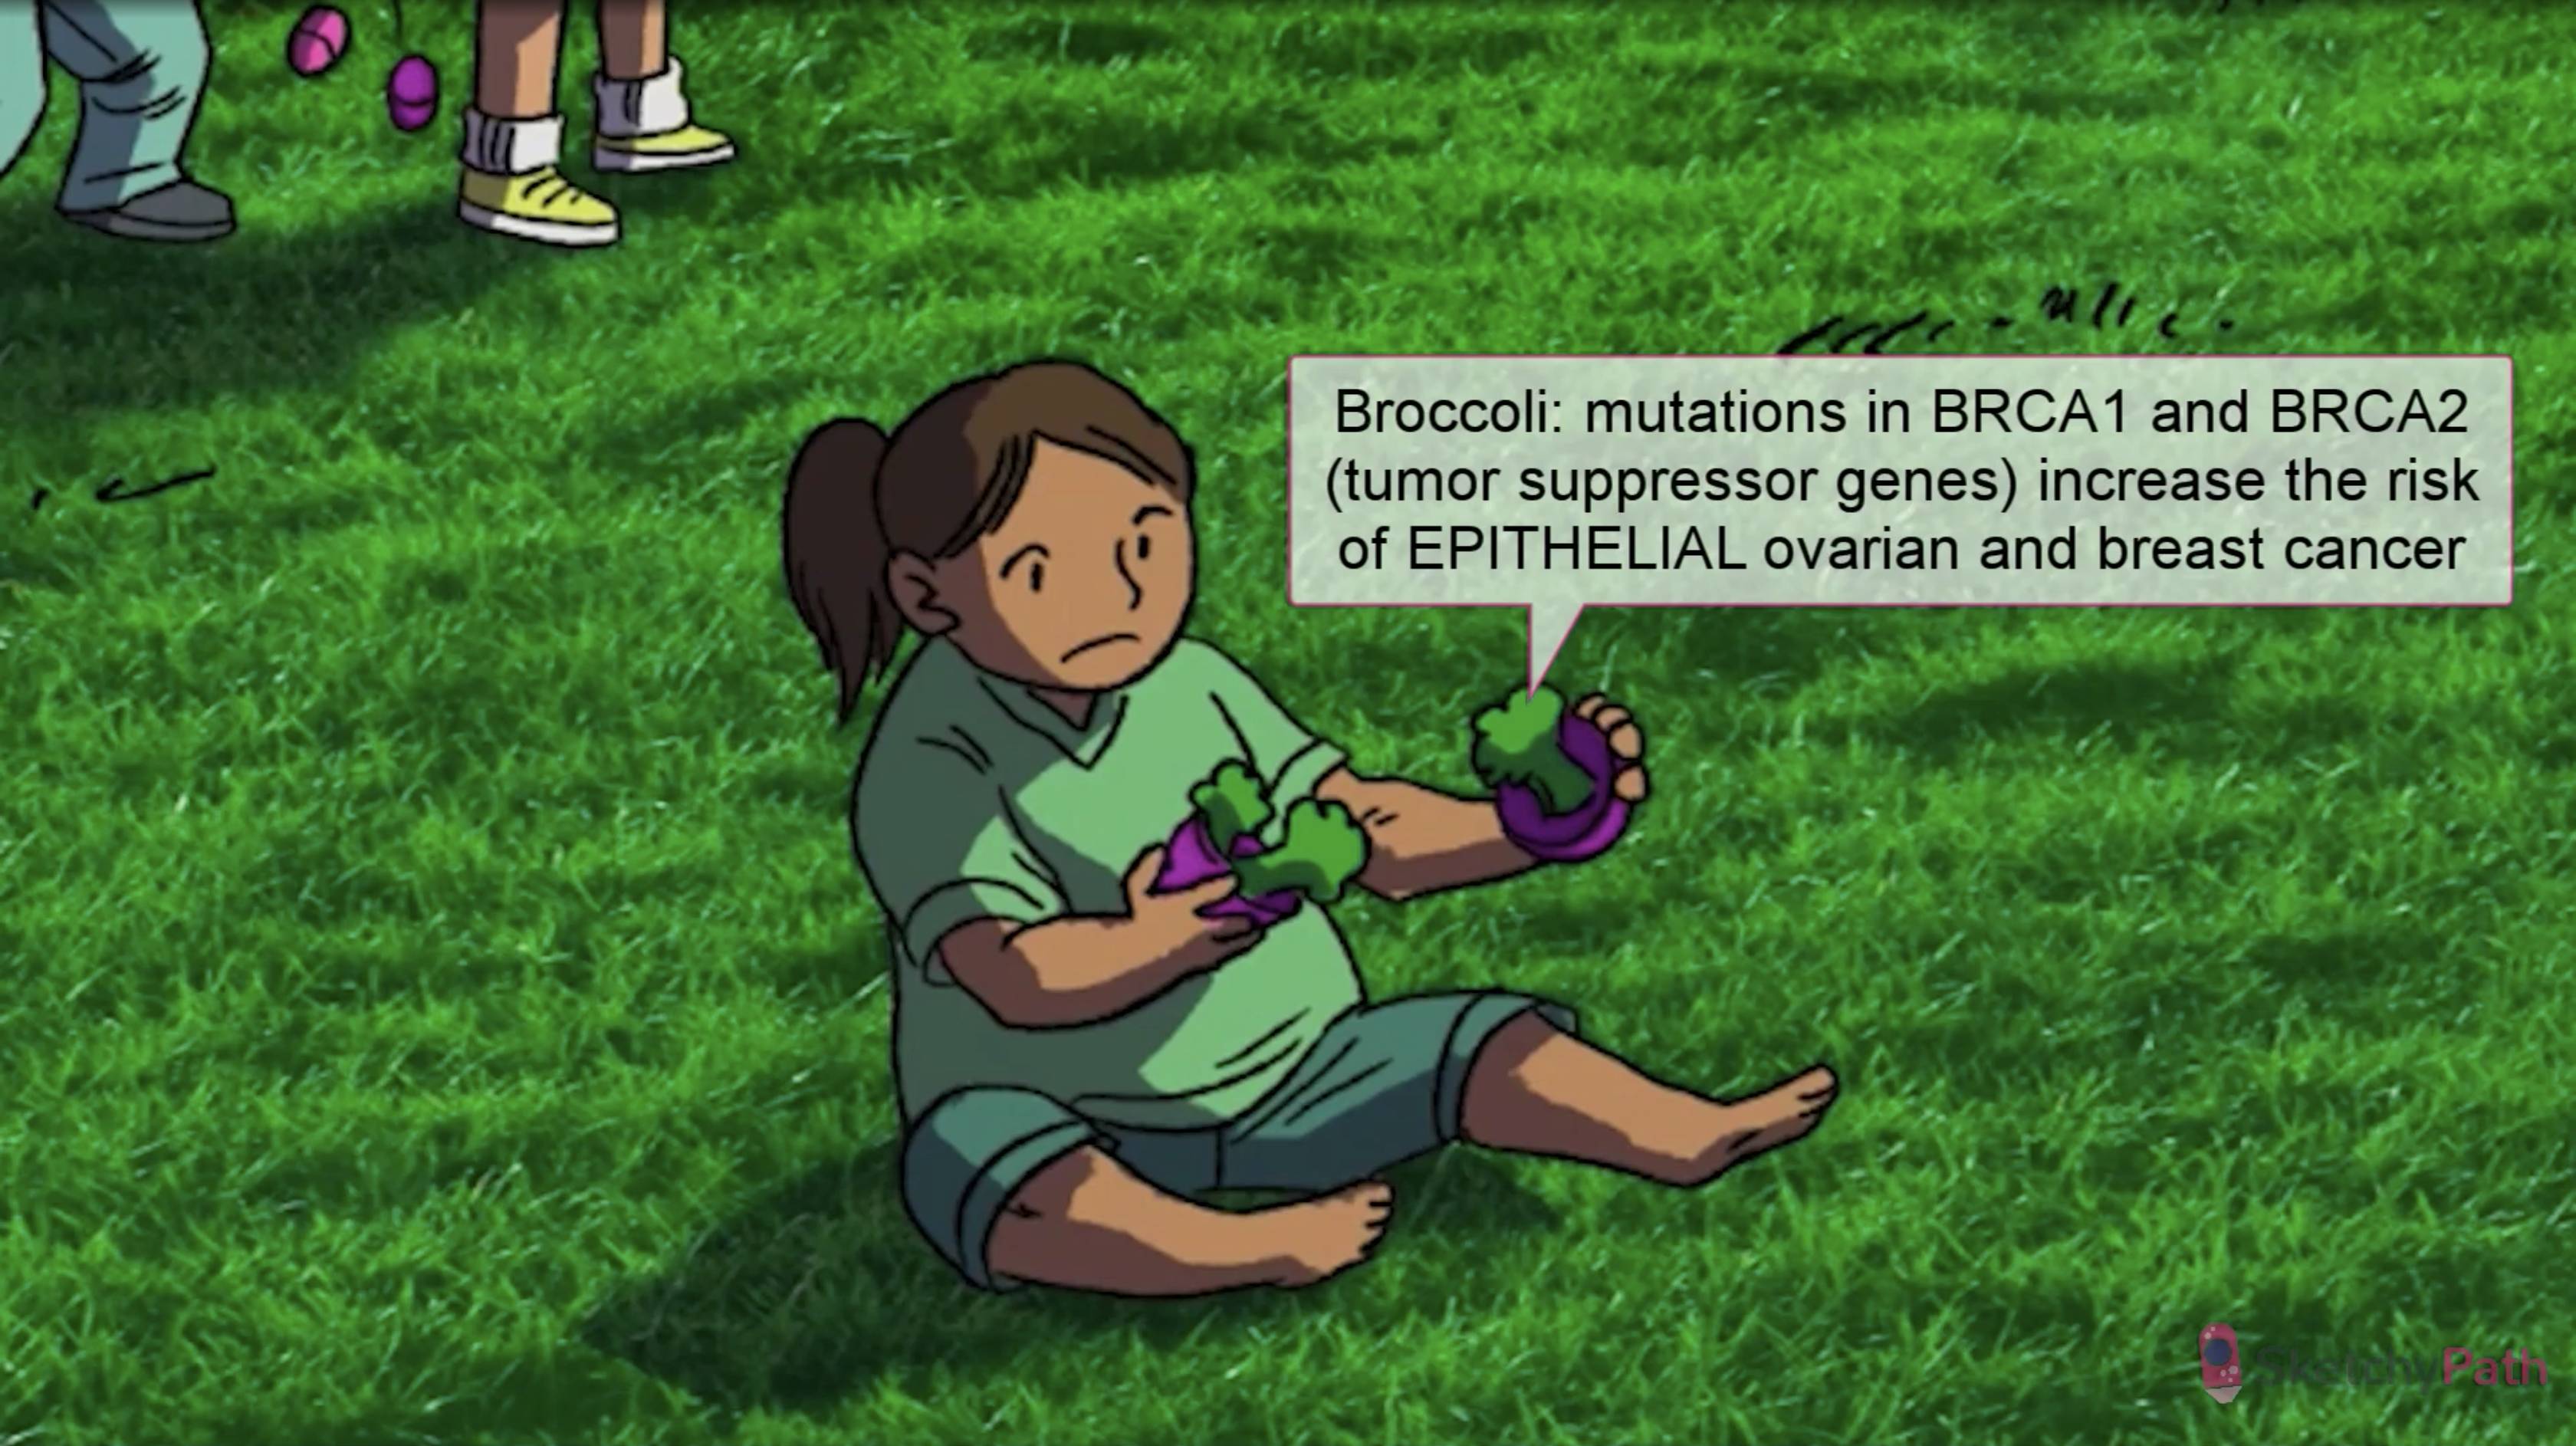 Broccoli: mutations in BRCA1 and BRCA2
(tumor suppressor genes) increase the risk
of EPITHELIAL ovarian and breast cancer
SketchyPath